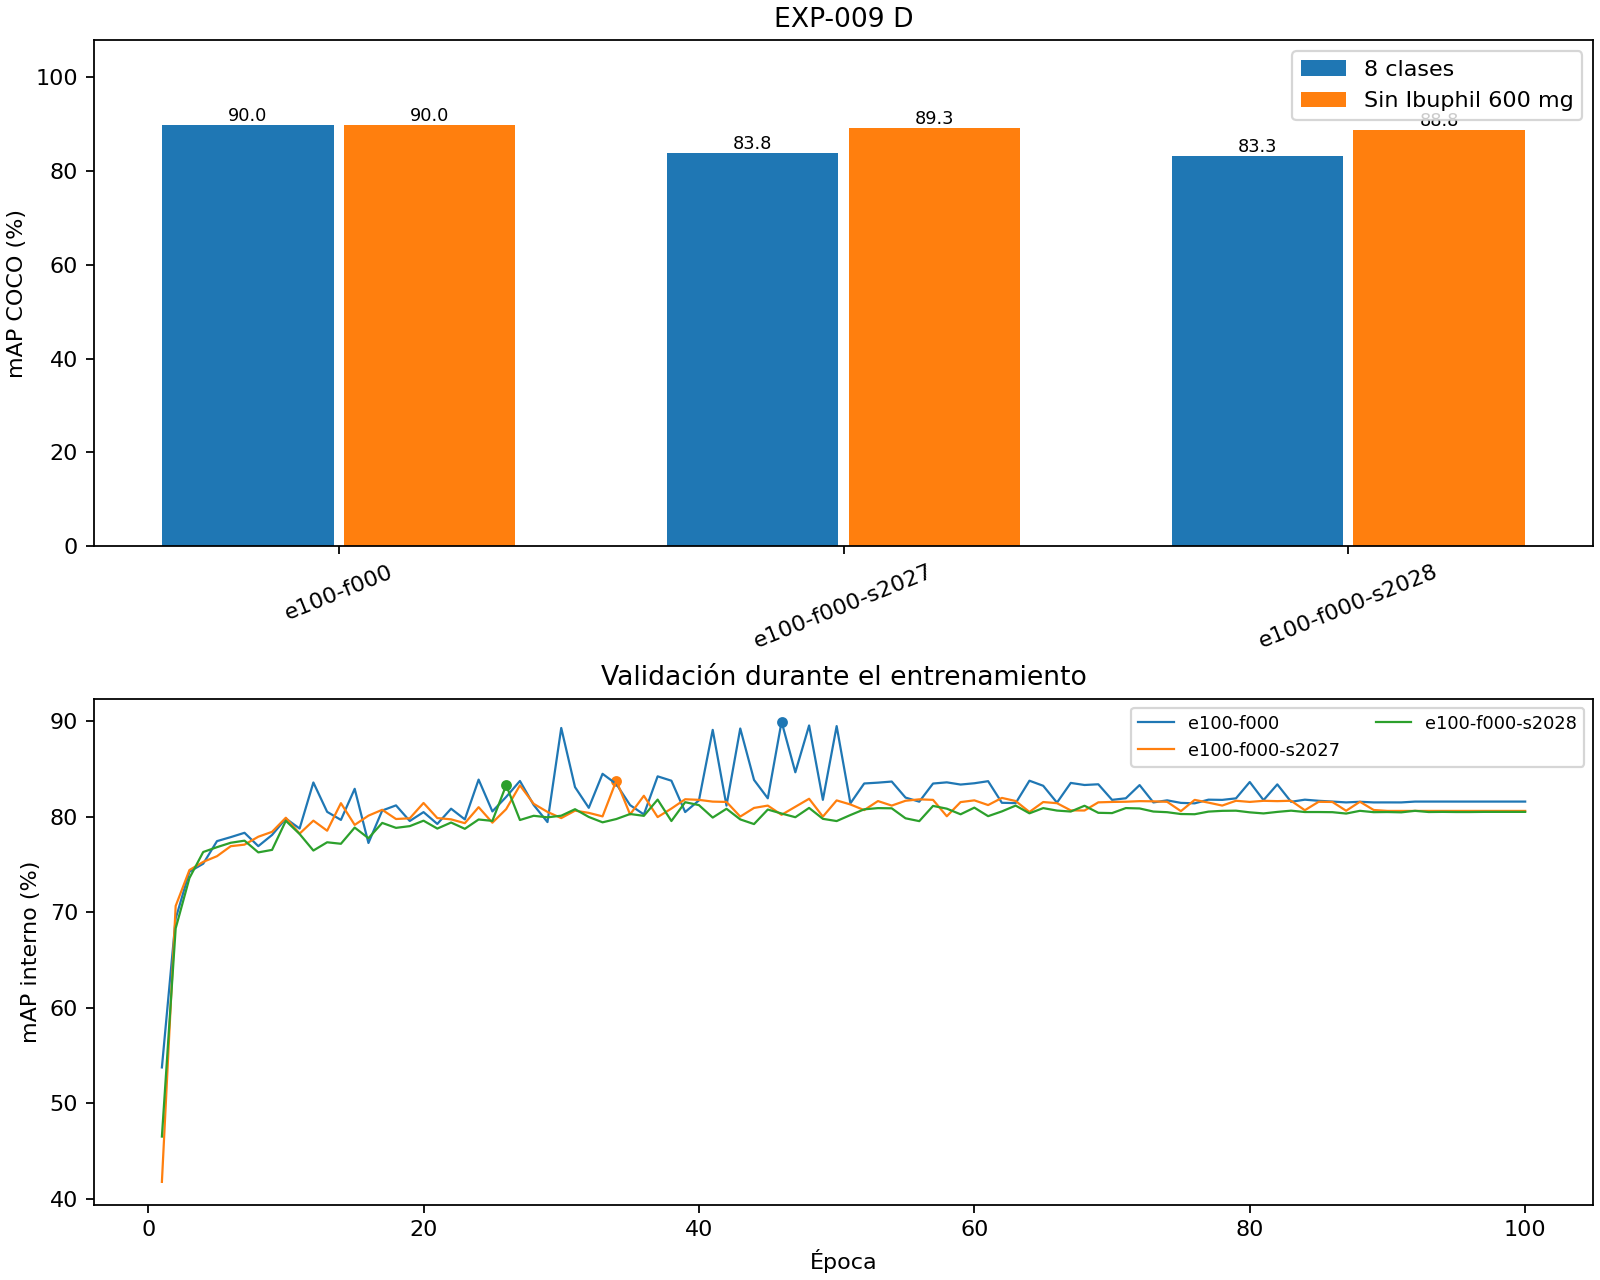 EXP-009 D
mAP COCO (%)
100
80
60
40
20
0
8 clases
Sin Ibuphil 600 mg
90.0
90.0
83.8
89.3
83.3
88.8
e100-f000
e100-f000-s2027
e100-f000-s2028
Validación durante el entrenamiento
mAP interno (%)
90
80
70
60
50
40
e100-f000
e100-f000-s2027
e100-f000-s2028
0
20
40
60
80
100
Época